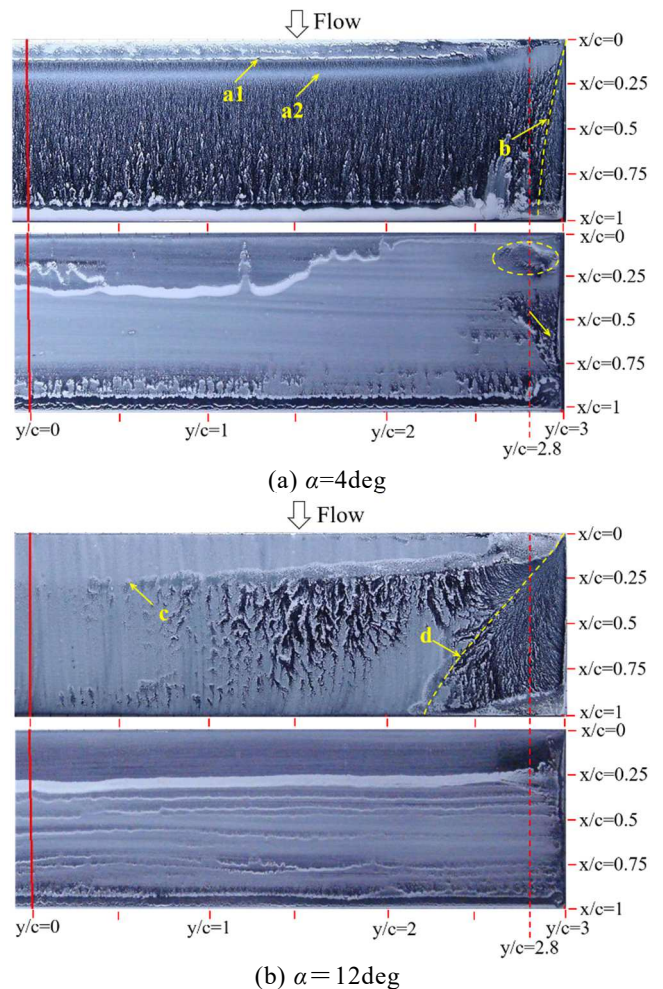 Flow
x/c=0
a1
a2
x/c=0.25
b
x/c=0.5
x/c=0.75
x/c=1
x/c=0
x/c=0.25
x/c=0.5
x/c=0.75
x/c=1
y/c=0
y/c=1
y/c=2
y/c=3
y/c=2.8
(a) α=4deg
Flow
x/c=0
c
x/c=0.25
x/c=0.5
d
x/c=0.75
x/c=1
x/c=0
x/c=0.25
x/c=0.5
x/c=0.75
x/c=1
y/c=0
y/c=1
y/c=2
y/c=3
y/c=2.8
(b) α＝12deg